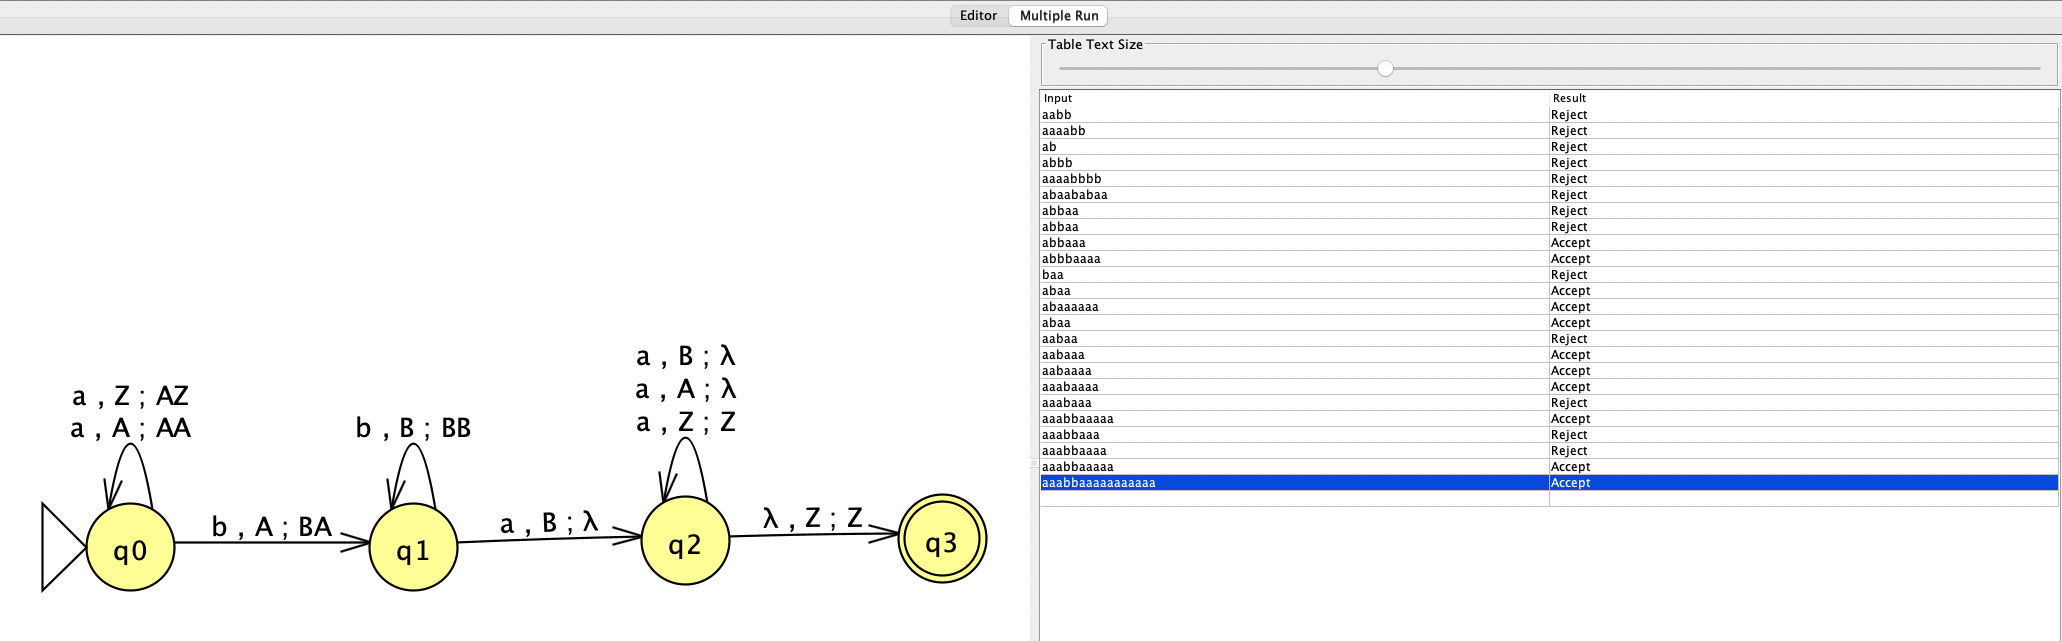 Editor Multiple Run
Table Text Size
Input Result
aabb Reject
aaaabb Reject
ab Reject
abbb Reject
aaaabbbb Reject
abaababaa Reject
abbaa Reject
abbaa Reject
abbaaa Accept
abbbaaaa Accept
baa Reject
abaa Accept
abaaaaaa Accept
abaa Accept
aabaa Reject
aabaaa Accept
aabaaaa Accept
aaabaaaa Accept
aaabaaa Reject
aaabbaaaaa Accept
aaabbaaa Reject
aaabbaaaa Reject
aaabbaaaaa Accept
aaabbaaaaaaaaaaa Accept
a , Z ; AZ
a , A ; AA
b , B ; BB
a , B ; λ
a , A ; λ
a , Z ; Z
b , A ; BA
a , B ; λ
λ , Z ; Z
q0
q1
q2
q3